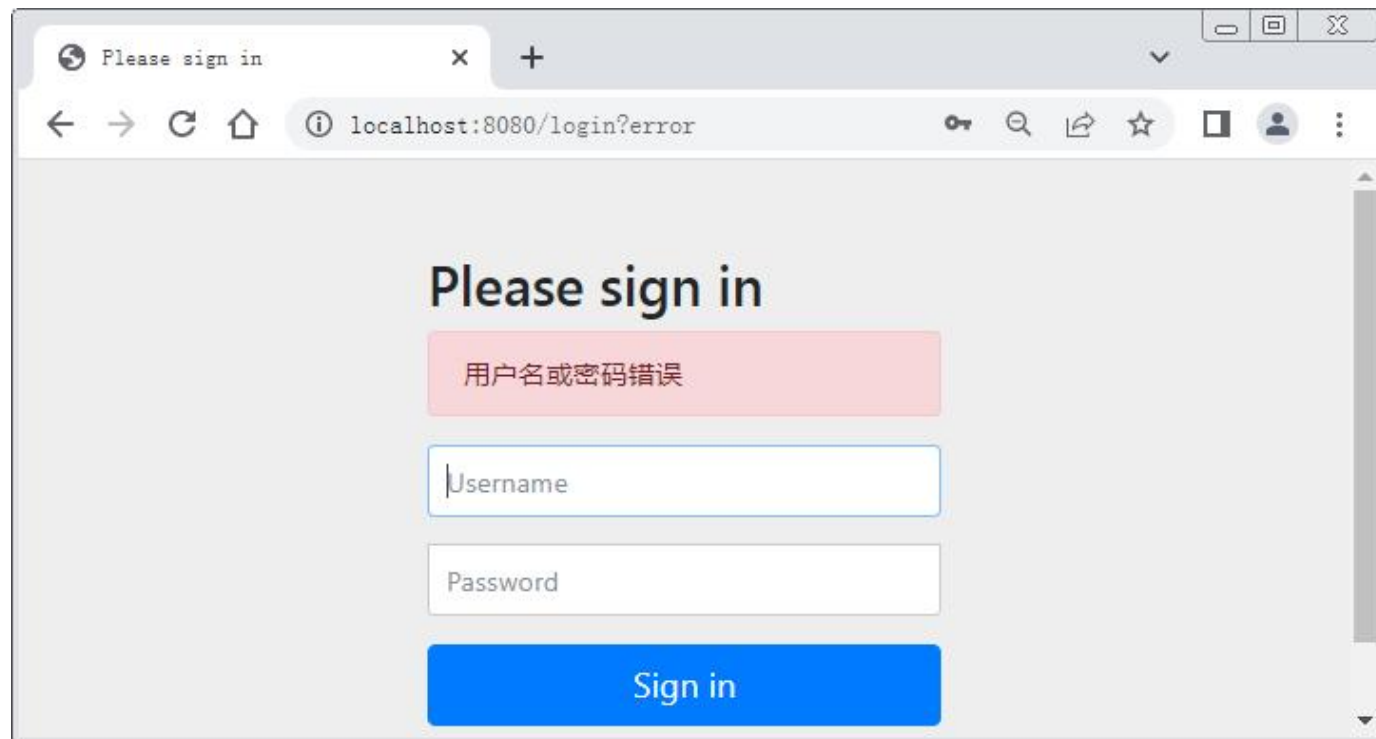 Please sign in
localhost:8080/login?error
Please sign in
用户名或密码错误
Username
Password
Sign in